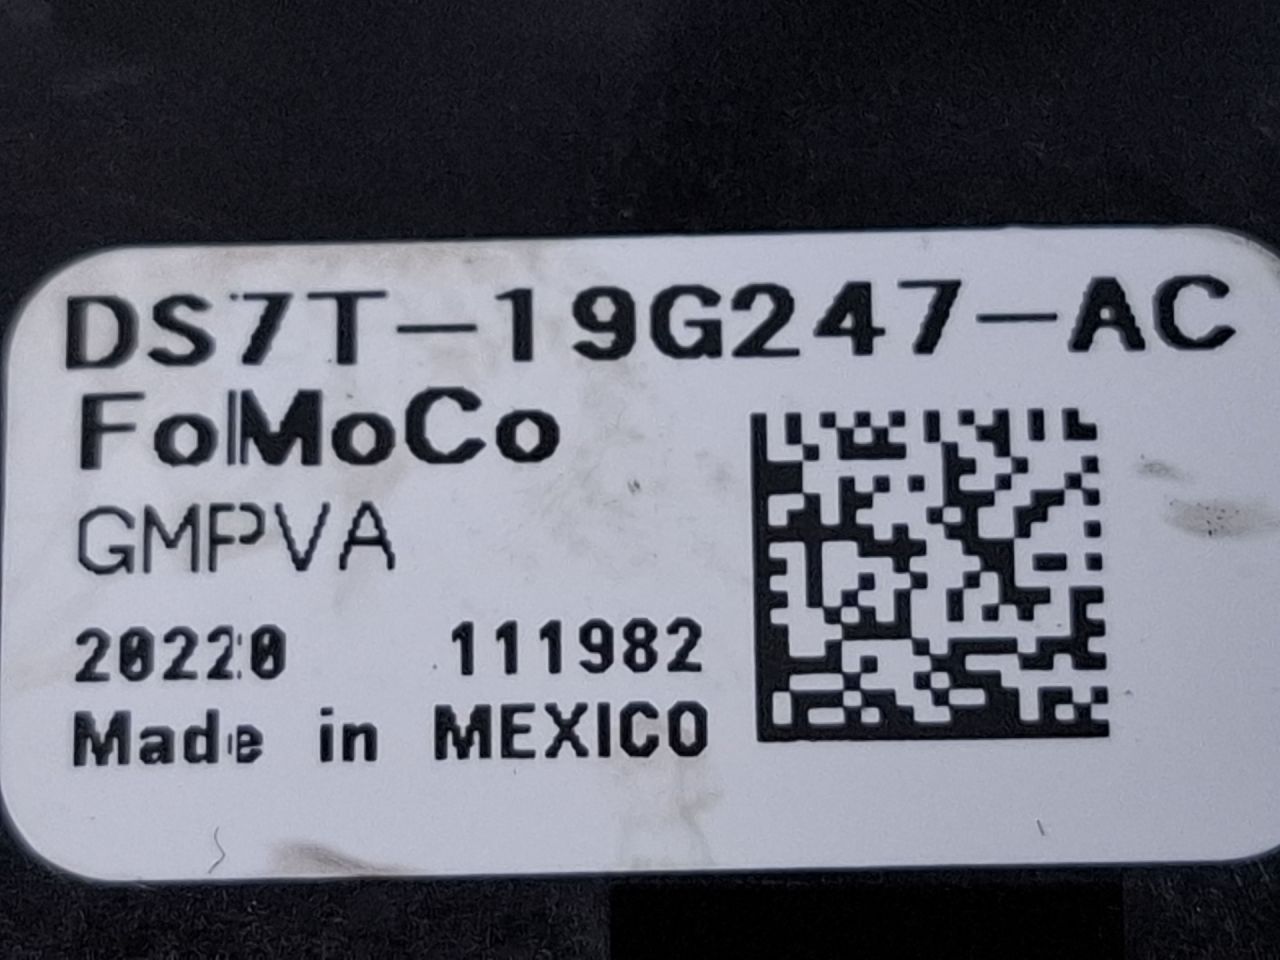 DS7T-19G247-AC
FoMoCo
GMPVA
20220 111982
Made in MEXICO